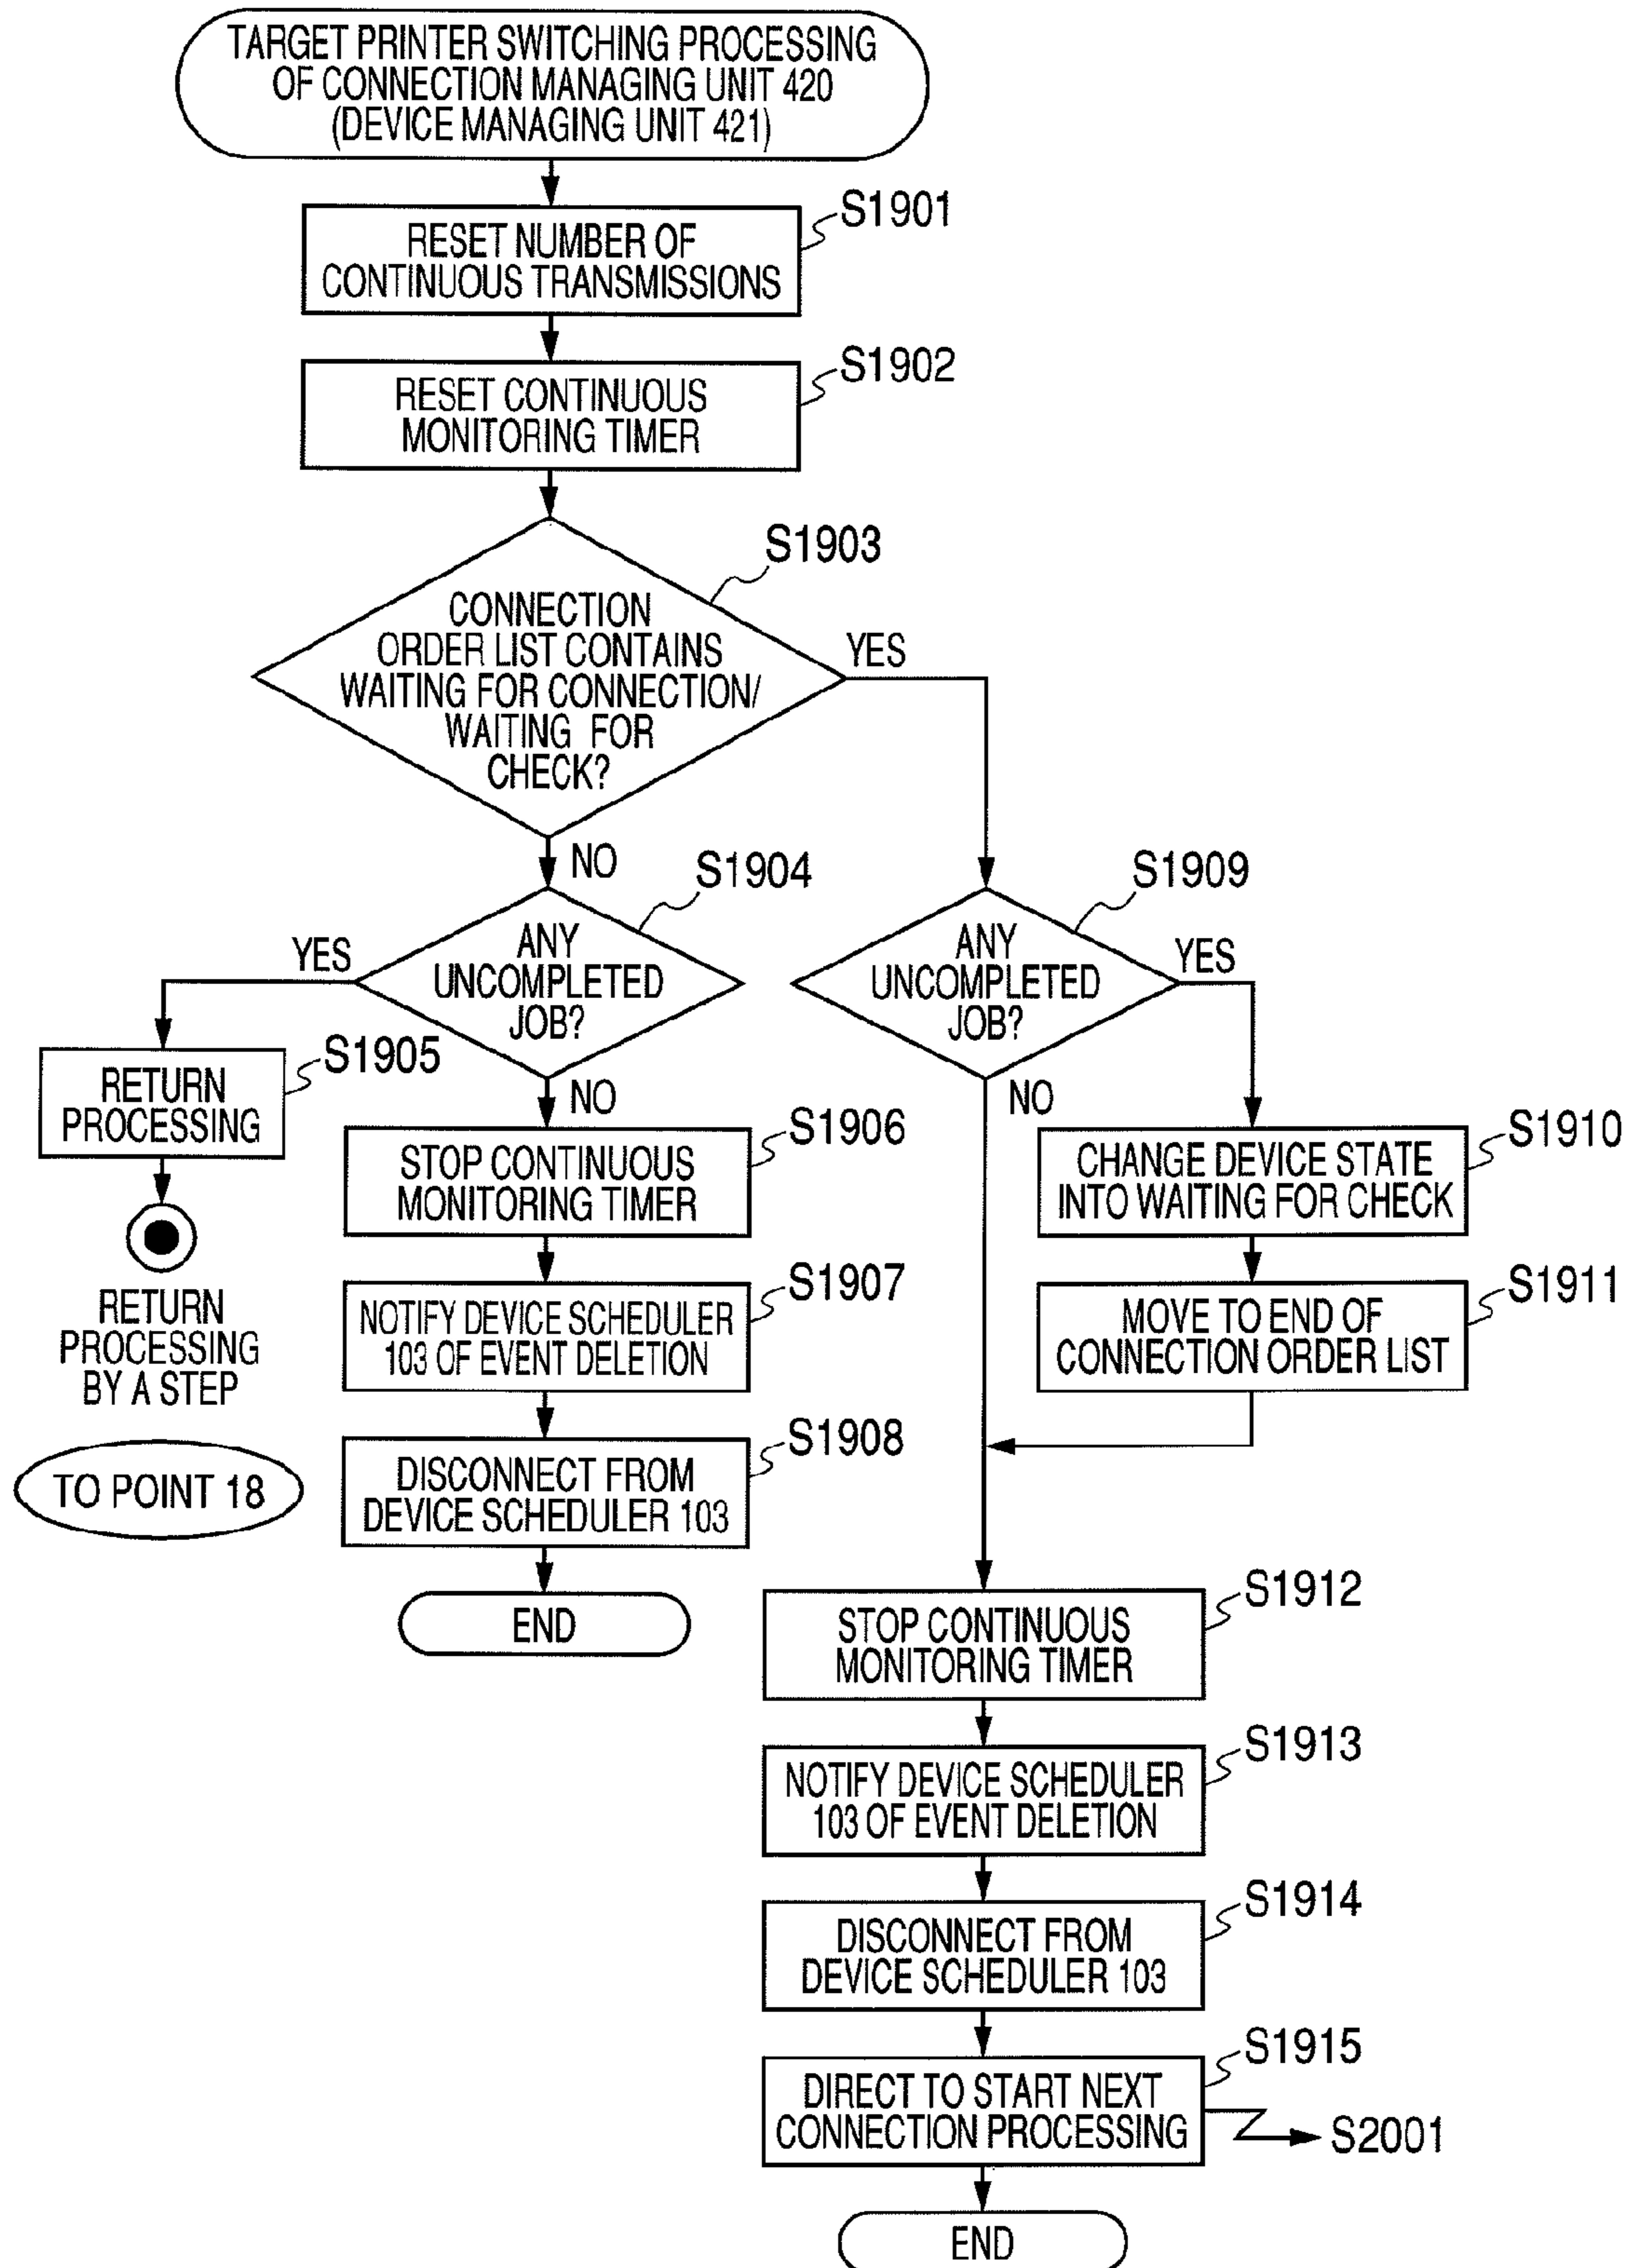 TARGET PRINTER SWITCHING PROCESSING
OF CONNECTION MANAGING UNIT 420
(DEVICE MANAGING UNIT 421)
S1901
RESET NUMBER OF
CONTINUOUS TRANSMISSIONS
S1902
RESET CONTINUOUS
MONITORING TIMER
S1903
CONNECTION
ORDER LIST CONTAINS
WAITING FOR CONNECTION/
WAITING FOR
CHECK?
YES
NO
S1904
ANY
UNCOMPLETED
JOB?
YES
NO
S1905
RETURN
PROCESSING
RETURN
PROCESSING
BY A STEP
TO POINT 18
S1906
STOP CONTINUOUS
MONITORING TIMER
S1907
NOTIFY DEVICE SCHEDULER
103 OF EVENT DELETION
S1908
DISCONNECT FROM
DEVICE SCHEDULER 103
END
S1909
ANY
UNCOMPLETED
JOB?
YES
NO
S1910
CHANGE DEVICE STATE
INTO WAITING FOR CHECK
S1911
MOVE TO END OF
CONNECTION ORDER LIST
S1912
STOP CONTINUOUS
MONITORING TIMER
S1913
NOTIFY DEVICE SCHEDULER
103 OF EVENT DELETION
S1914
DISCONNECT FROM
DEVICE SCHEDULER 103
S1915
DIRECT TO START NEXT
CONNECTION PROCESSING
S2001
END